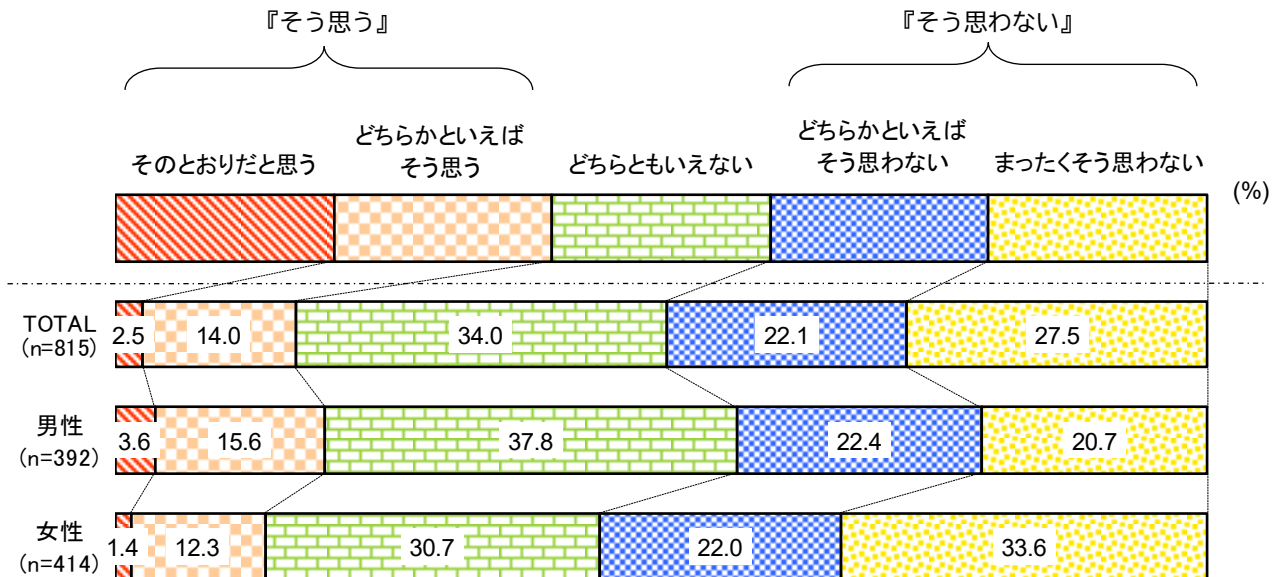 『そう思う』 『そう思わない』
どちらかといえば どちらかといえば
そのとおりだと思う そう思う どちらともいえない そう思わない まったくそう思わない
(%)
TOTAL
(n=815) 2.5 14.0 34.0 22.1 27.5
男性
(n=392) 3.6 15.6 37.8 22.4 20.7
女性
(n=414) 1.4 12.3 30.7 22.0 33.6